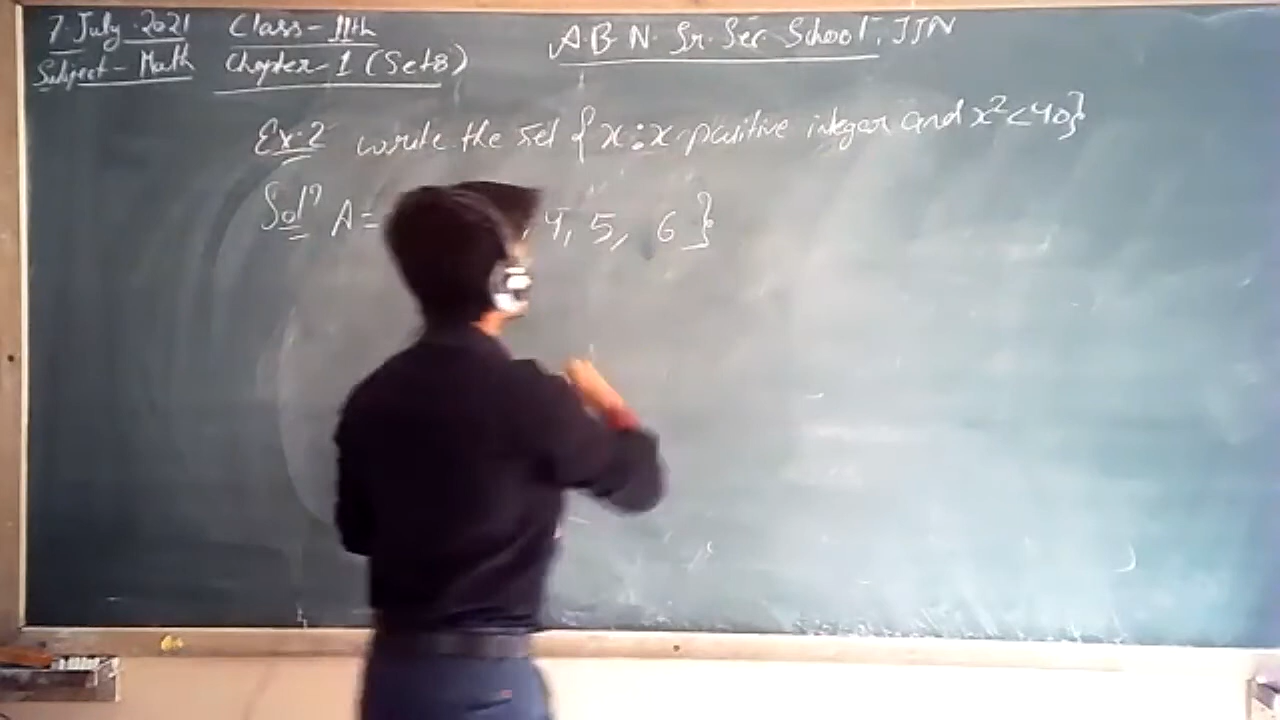 7 July 2021 Class-11th A.B.N. Sr. Sec School, JJN
Subject-Math Chapter-1 (Sets)
Ex.2 write the set {x:x positive integer and x²<40}
Solⁿ A= , 4, 5, 6}